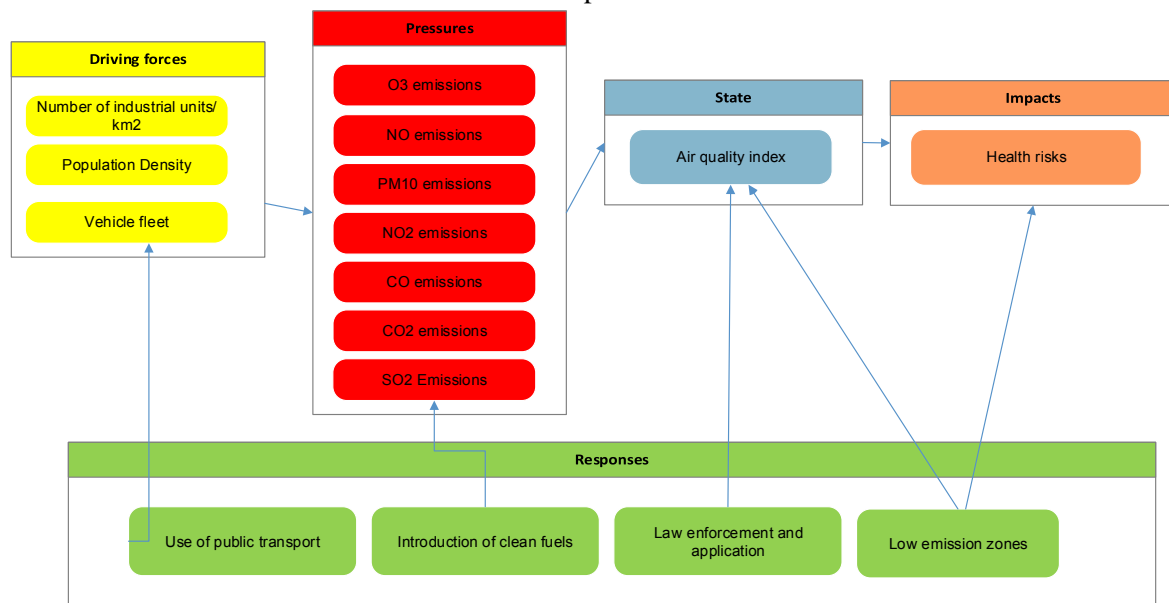 Pressures
Driving forces
O3 emissions
State
Impacts
Number of industrial units/
km2
NO emissions
Air quality index
Health risks
Population Density
PM10 emissions
Vehicle fleet
NO2 emissions
CO emissions
CO2 emissions
SO2 Emissions
Responses
Use of public transport
Introduction of clean fuels
Law enforcement and
application
Low emission zones